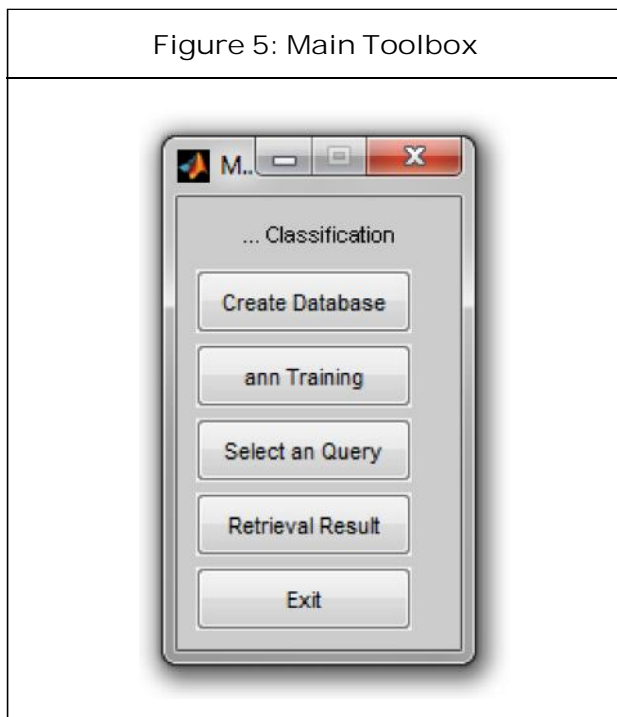 Figure 5: Main Toolbox
M..
... Classification
Create Database
ann Training
Select an Query
Retrieval Result
Exit